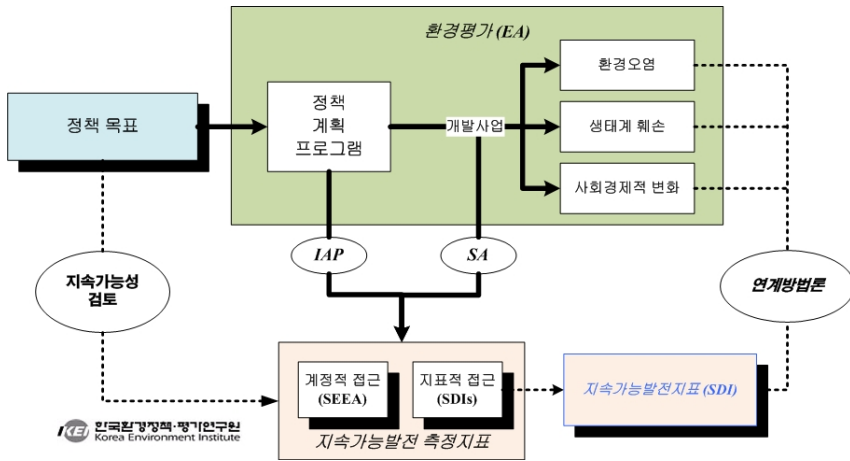 환경평가(EA)
정책 목표
정책
계획
프로그램
개발사업
환경오염
생태계 훼손
사회경제적 변화
IAP
SA
지속가능성
검토
연계방법론
계정적 접근
(SEEA)
지표적 접근
(SDIs)
지속가능발전 측정지표
지속가능발전지표(SDI)
KEI 한국환경정책·평가연구원
Korea Environment Institute